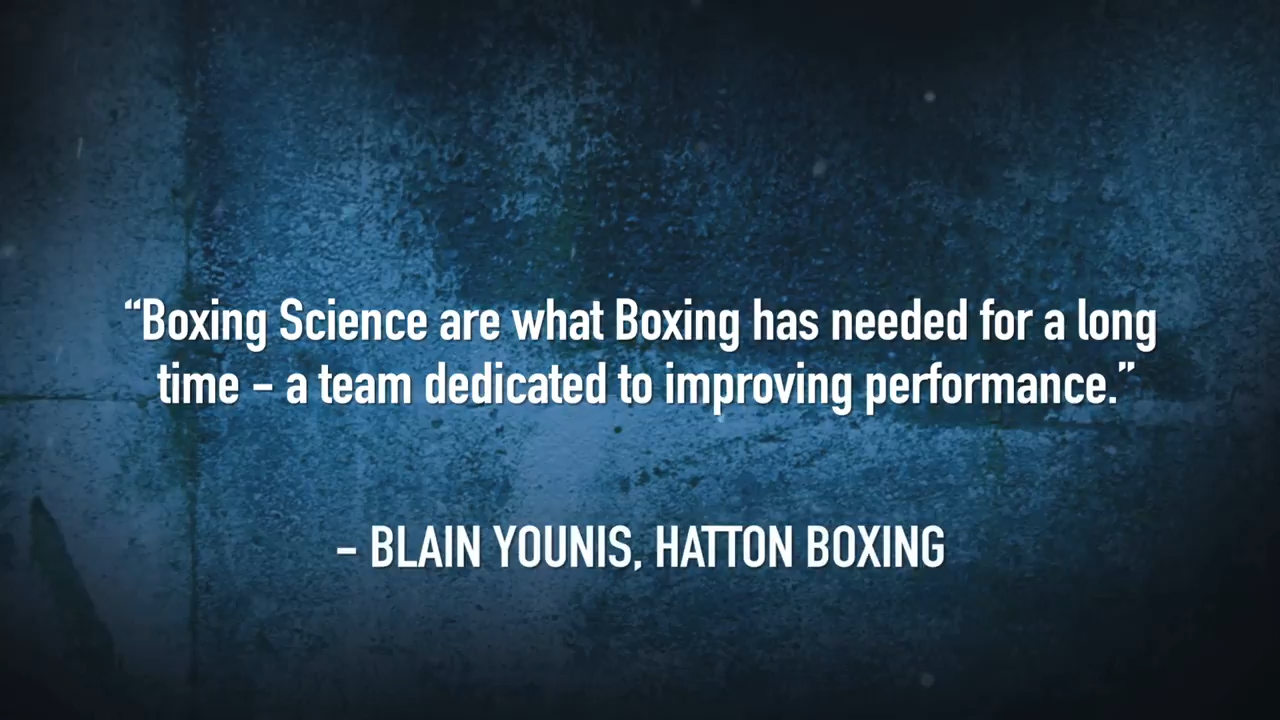 “Boxing Science are what Boxing has needed for a long
time – a team dedicated to improving performance.”
– BLAIN YOUNIS, HATTON BOXING